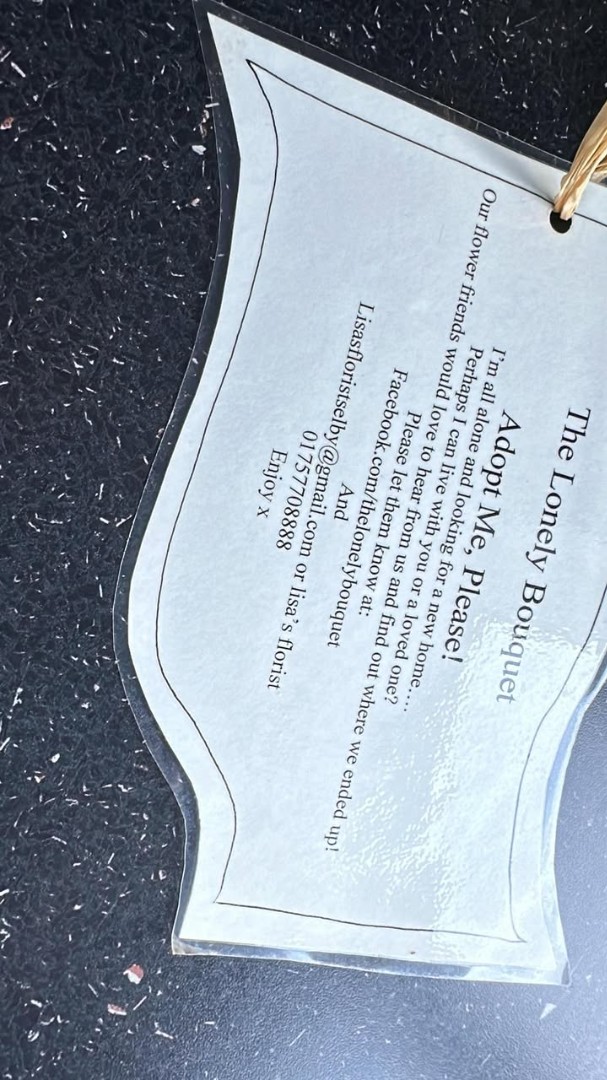 The Lonely Bouquet
Adopt Me, Please!
I'm all alone and looking for a new home….
Perhaps I can live with you or a loved one?
Our flower friends would love to hear from us and find out where we ended up!
Please let them know at:
Facebook.com/thelonelybouquet
And
Lisasfloristselby@gmail.com or lisa's florist
01757708888
Enjoy x